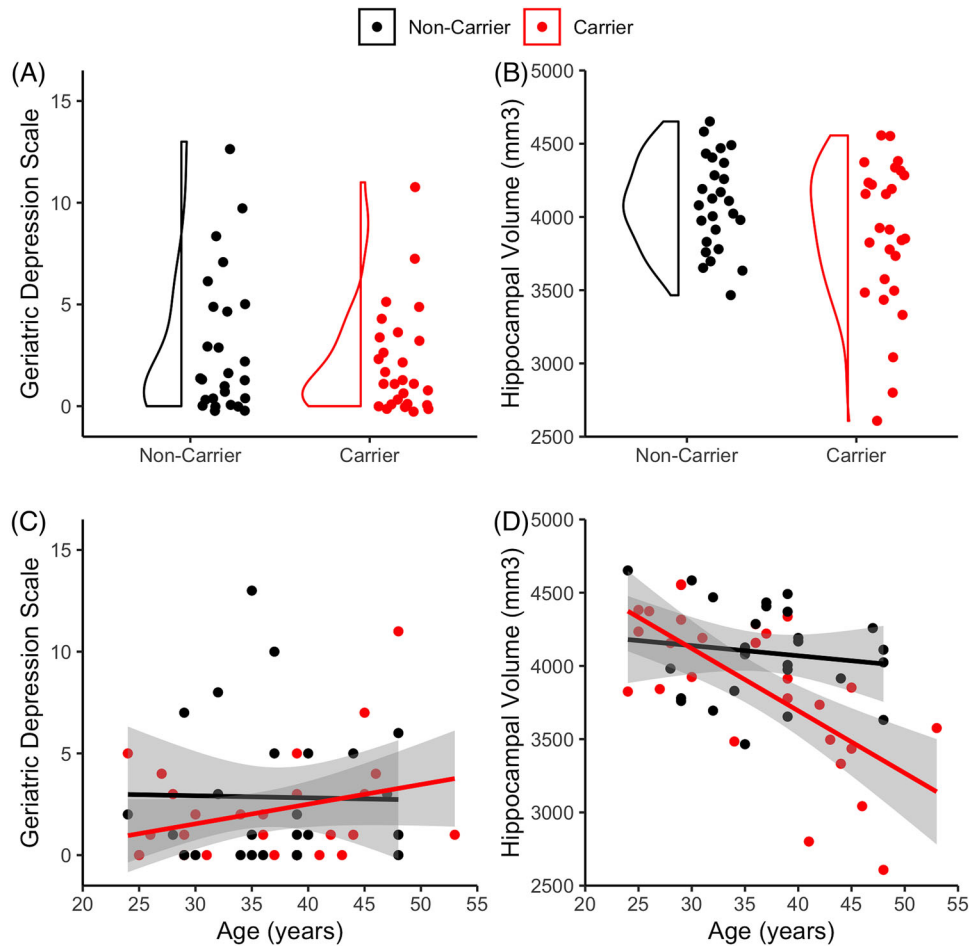 Non-Carrier Carrier
(A) (B)
Geriatric Depression Scale
15
10
5
0
Non-Carrier Carrier
Hippocampal Volume (mm3)
5000
4500
4000
3500
3000
2500
Non-Carrier Carrier
(C) (D)
Geriatric Depression Scale
15
10
5
0
20 25 30 35 40 45 50 55
Age (years)
Hippocampal Volume (mm3)
5000
4500
4000
3500
3000
2500
20 25 30 35 40 45 50 55
Age (years)